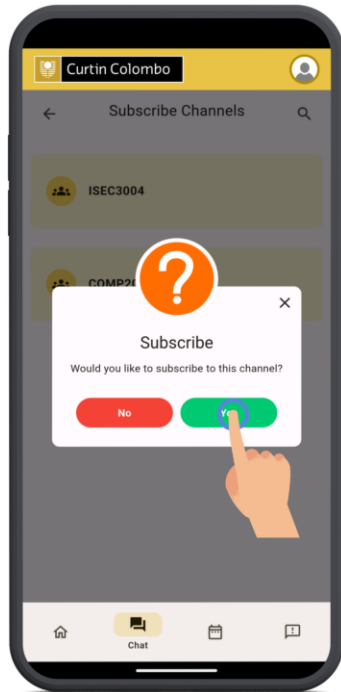 Curtin Colombo
Subscribe Channels
ISEC3004
?
Subscribe
Would you like to subscribe to this channel?
No
Chat